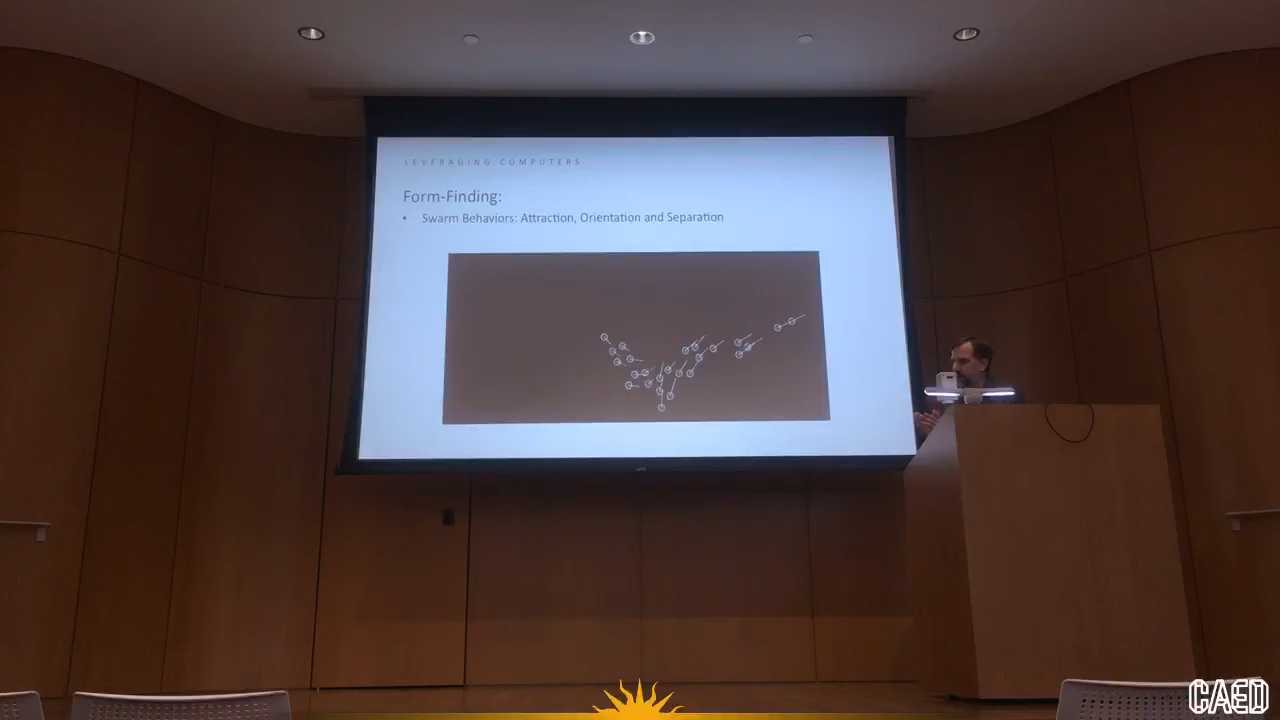 LEVERAGING COMPUTERS
Form-Finding:
• Swarm Behaviors: Attraction, Orientation and Separation
CAED